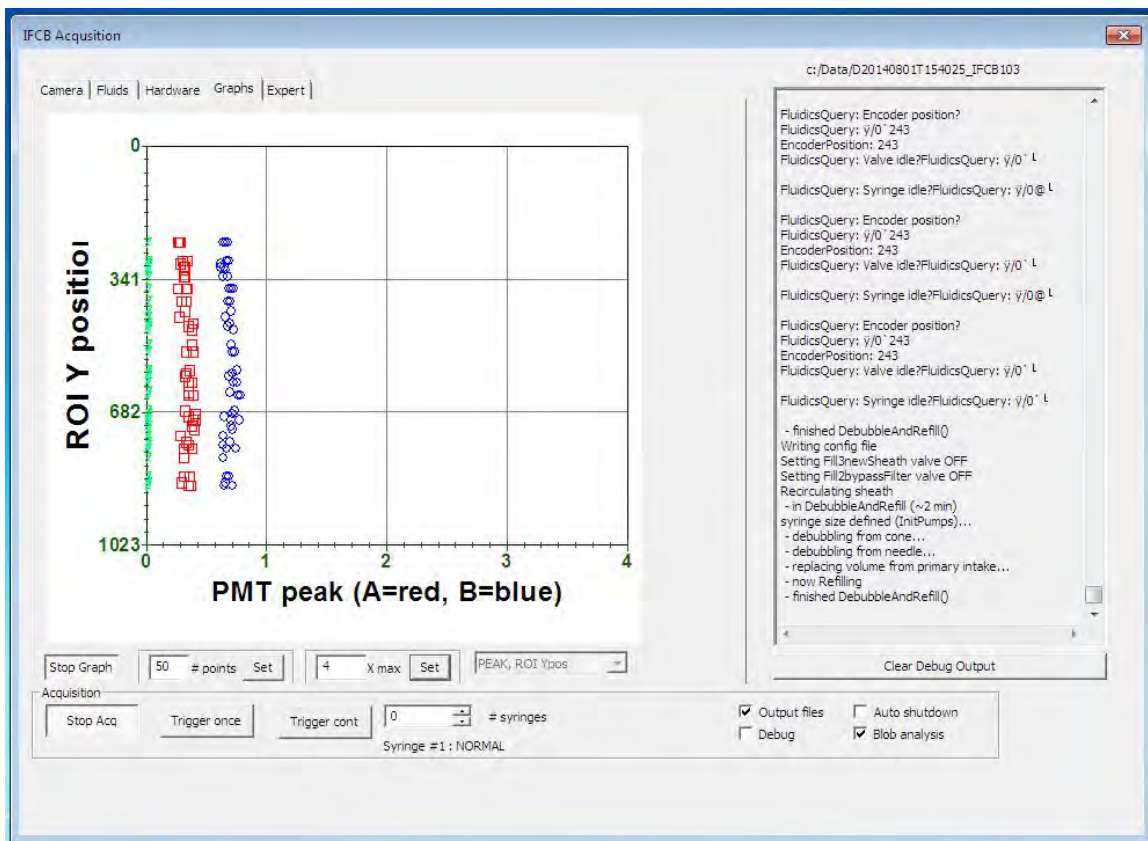 IFCB Acqusition
c:/Data/D20140801T154025_IFCB103
Camera Fluids Hardware Graphs Expert
FluidicsQuery: Encoder position?
FluidicsQuery: ÿ/0`243
EncoderPosition: 243
FluidicsQuery: Valve idle?FluidicsQuery: ÿ/0` └
FluidicsQuery: Syringe idle?FluidicsQuery: ÿ/0@ └
FluidicsQuery: Encoder position?
FluidicsQuery: ÿ/0`243
EncoderPosition: 243
FluidicsQuery: Valve idle?FluidicsQuery: ÿ/0` └
FluidicsQuery: Syringe idle?FluidicsQuery: ÿ/0@ └
FluidicsQuery: Encoder position?
FluidicsQuery: ÿ/0`243
EncoderPosition: 243
FluidicsQuery: Valve idle?FluidicsQuery: ÿ/0` └
FluidicsQuery: Syringe idle?FluidicsQuery: ÿ/0` └
- finished DebubbleAndRefill()
Writing config file
Setting Fill3newSheath valve OFF
Setting Fill2bypassFilter valve OFF
Recirculating sheath
- in DebubbleAndRefill (~2 min)
syringe size defined (InitPumps)...
- debubbling from cone...
- debubbling from needle...
- replacing volume from primary intake...
- now Refilling
- finished DebubbleAndRefill()
ROI Y position
0
341
682
1023
0 1 2 3 4
PMT peak (A=red, B=blue)
Stop Graph 50 # points Set 4 X max Set PEAK, ROI Ypos
Clear Debug Output
Acquisition
Stop Acq Trigger once Trigger cont 0 # syringes
Syringe #1 : NORMAL
Output files Auto shutdown
Debug Blob analysis